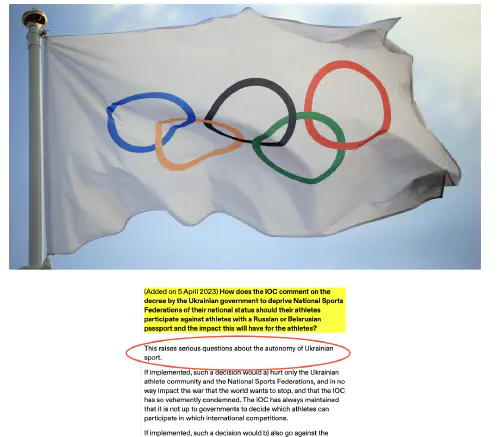 (Added on 5 April 2023) How does the IOC comment on the
decree by the Ukrainian government to deprive National Sports
Federations of their national status should their athletes
participate against athletes with a Russian or Belarusian
passport and the impact this will have for the athletes?
This raises serious questions about the autonomy of Ukrainian
sport.
If implemented, such a decision would a) hurt only the Ukrainian
athlete community and the National Sports Federations, and in no
way impact the war that the world wants to stop, and that the IOC
has so vehemently condemned. The IOC has always maintained
that it is not up to governments to decide which athletes can
participate in which international competitions.
If implemented, such a decision would b) also go against the